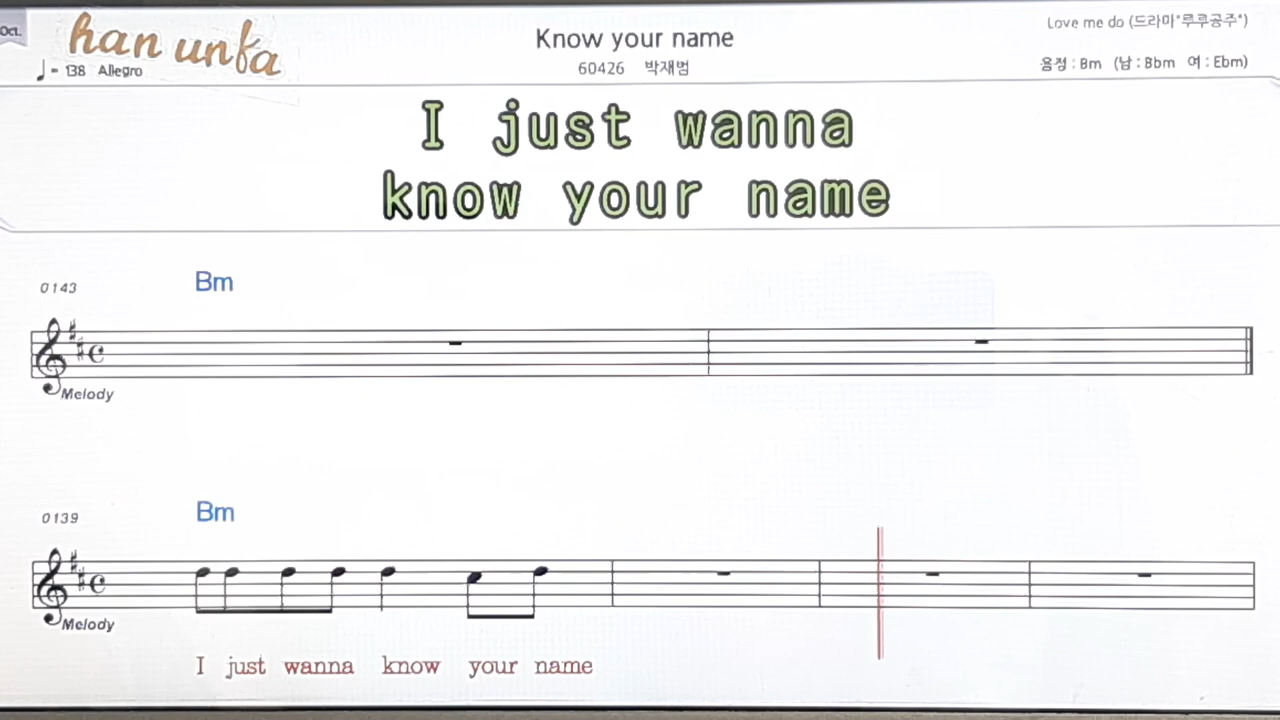 Oct.
han unfa
♩= 138 Allegro
Know your name
60426 박재범
Love me do (드라마"루루공주")
음정 : Bm (남 : Bbm 여 : Ebm)
I just wanna
know your name
0143
Bm
Melody
0139
Bm
Melody
I just wanna know your name